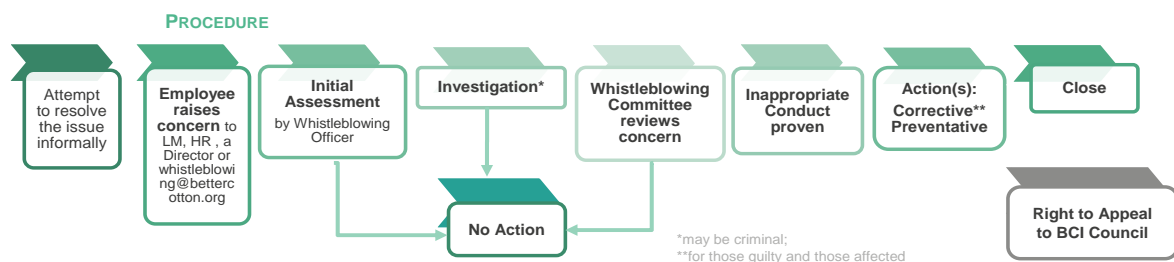 PROCEDURE
Attempt
to resolve
the issue
informally
Employee
raises
concern to
LM, HR , a
Director or
whistleblowi
ng@betterc
otton.org
Initial
Assessment
by Whistleblowing
Officer
Investigation*
Whistleblowing
Committee
reviews
concern
Inappropriate
Conduct
proven
Action(s):
Corrective**
Preventative
Close
No Action
Right to Appeal
to BCI Council
*may be criminal;
**for those guilty and those affected